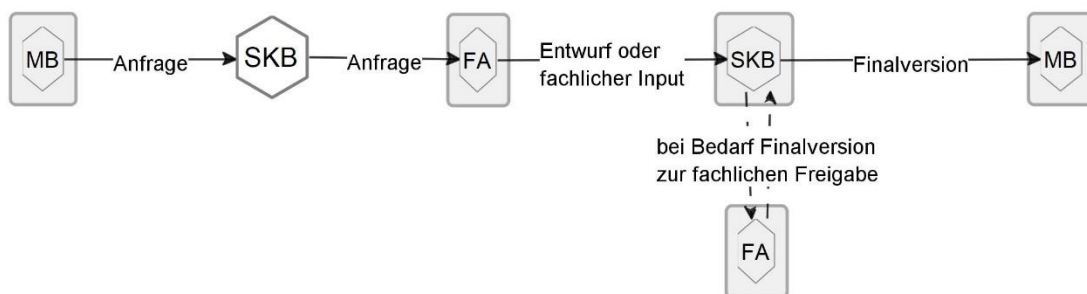 MB
Anfrage
SKB
Anfrage
FA
Entwurf oder
fachlicher Input
SKB
Finalversion
MB
bei Bedarf Finalversion
zur fachlichen Freigabe
FA